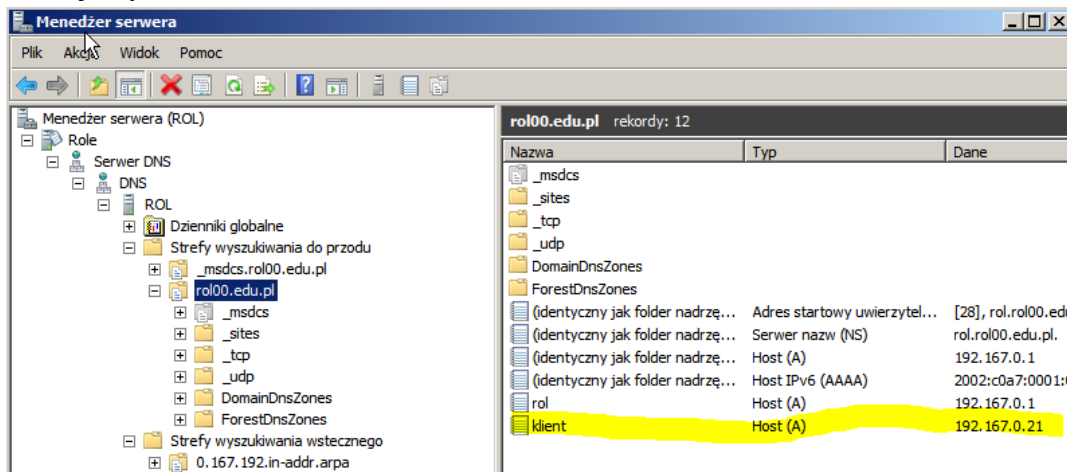 Menedżer serwera
Plik Akcja Widok Pomoc
Menedżer serwera (ROL)
Role
Serwer DNS
DNS
ROL
Dzienniki globalne
Strefy wyszukiwania do przodu
_msdcs.rol00.edu.pl
rol00.edu.pl
_msdcs
_sites
_tcp
_udp
DomainDnsZones
ForestDnsZones
Strefy wyszukiwania wstecznego
0.167.192.in-addr.arpa
rol00.edu.pl rekordy: 12
Nazwa Typ Dane
_msdcs
_sites
_tcp
_udp
DomainDnsZones
ForestDnsZones
(identyczny jak folder nadrzę... Adres startowy uwierzytel... [28], rol.rol00.edu
(identyczny jak folder nadrzę... Serwer nazw (NS) rol.rol00.edu.pl.
(identyczny jak folder nadrzę... Host (A) 192.167.0.1
(identyczny jak folder nadrzę... Host IPv6 (AAAA) 2002:c0a7:0001:
rol Host (A) 192.167.0.1
klient Host (A) 192.167.0.21